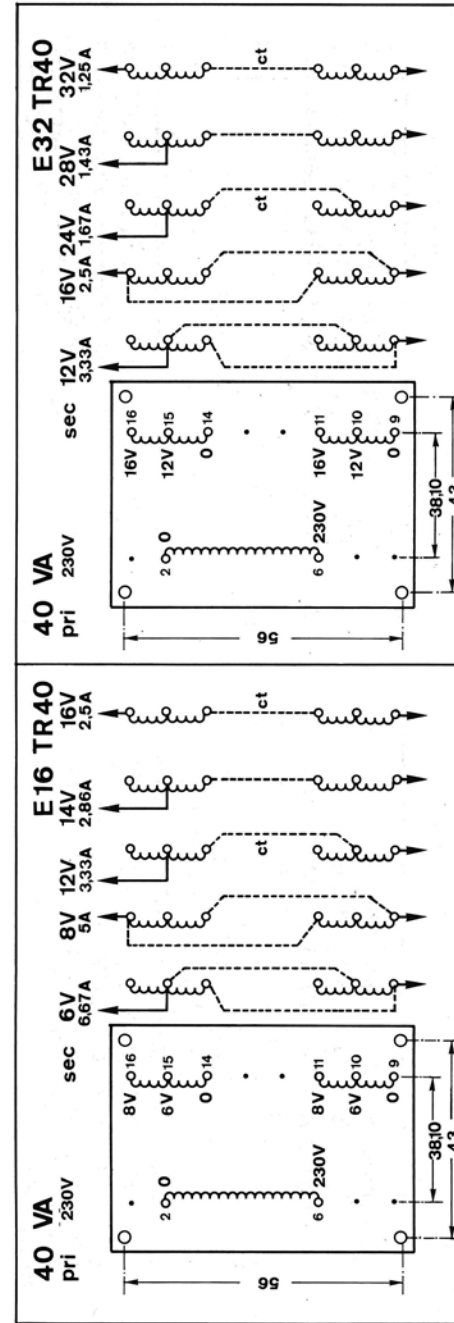 40 VA E16 TR40
pri 230V sec 6V 8V 12V 14V 16V
6,67A 5A 3,33A 2,86A 2,5A
2 0 8V 16
6V 15
0 14
ct ct
6 230V 8V 11
6V 10
0 9
56
38,10
43
40 VA E32 TR40
pri 230V sec 12V 16V 24V 28V 32V
3,33A 2,5A 1,67A 1,43A 1,25A
2 0 16V 16
12V 15
0 14
ct ct
6 230V 16V 11
12V 10
0 9
56
38,10
43